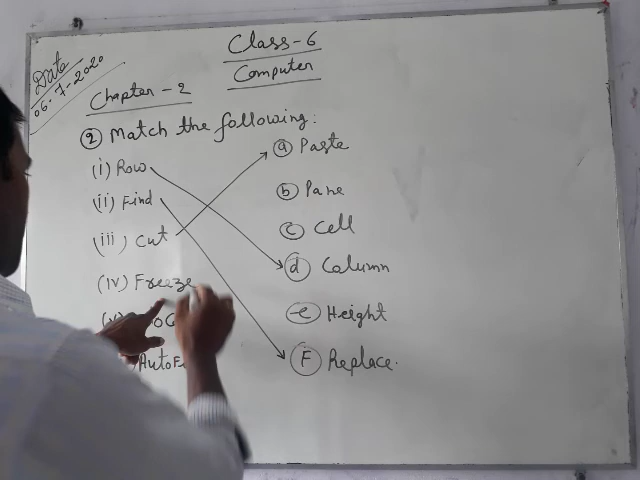 Date
06-7-2020
Class-6
Computer
Chapter-2
② Match the following:
(i) Row
(ii) Find
(iii) Cut
(iv) Freeze
ⓐ Paste
ⓑ Pane
ⓒ Cell
ⓓ Column
ⓔ Height
Ⓕ Replace.